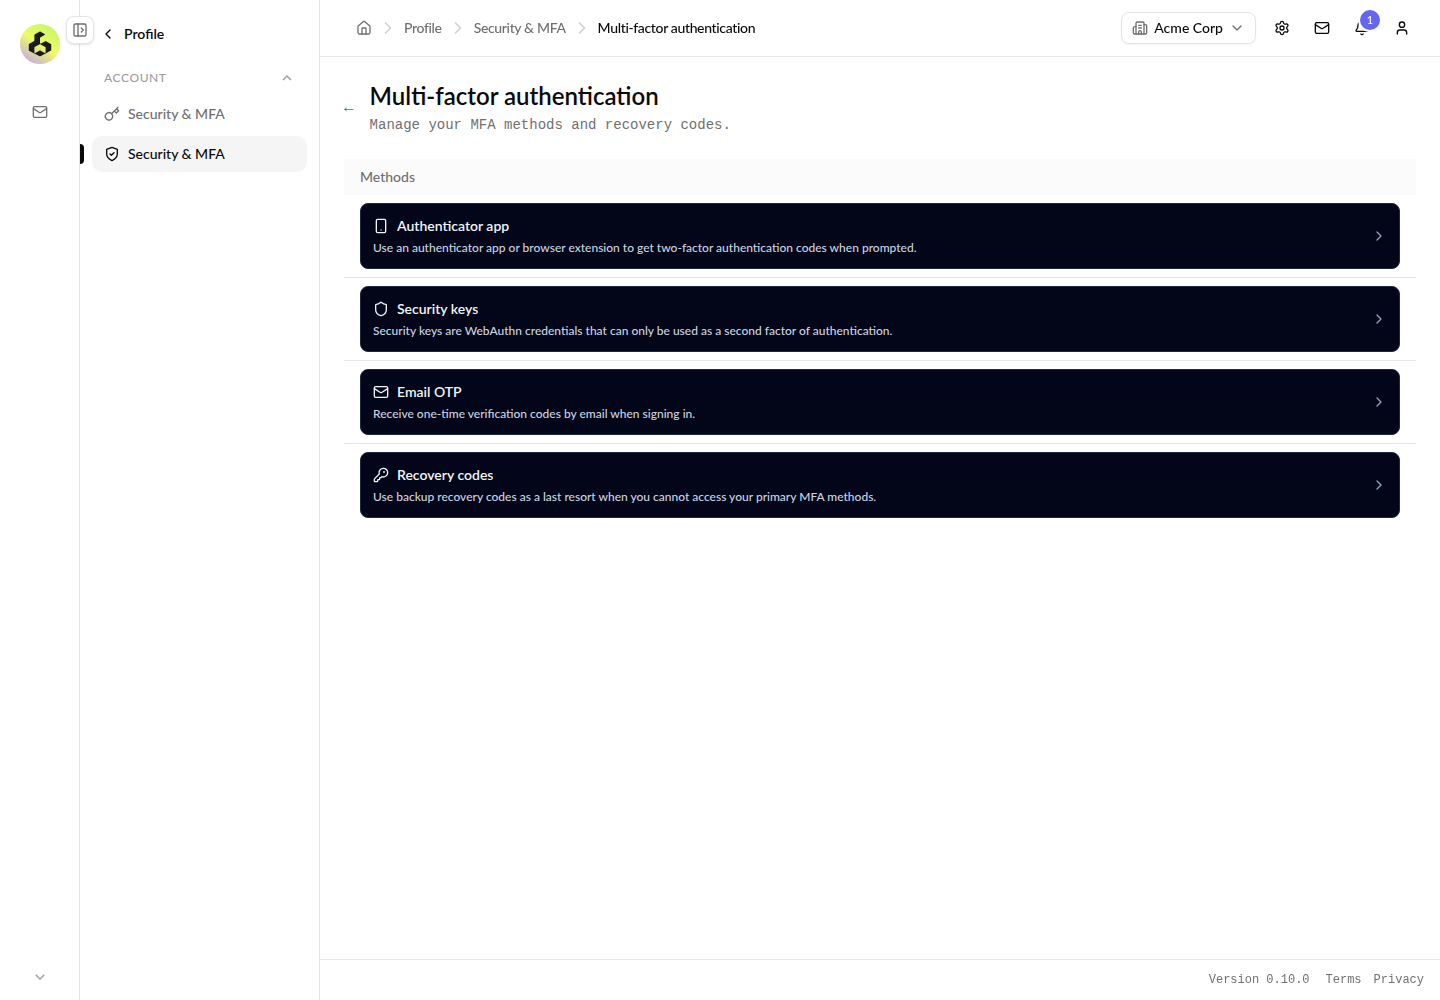 Profile
ACCOUNT
Security & MFA
Security & MFA
Profile
Security & MFA
Multi-factor authentication
Acme Corp
1
Multi-factor authentication
Manage your MFA methods and recovery codes.
Methods
Authenticator app
Use an authenticator app or browser extension to get two-factor authentication codes when prompted.
Security keys
Security keys are WebAuthn credentials that can only be used as a second factor of authentication.
Email OTP
Receive one-time verification codes by email when signing in.
Recovery codes
Use backup recovery codes as a last resort when you cannot access your primary MFA methods.
Version 0.10.0 Terms Privacy